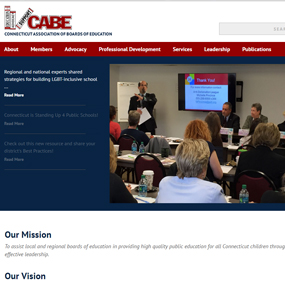 CABE
CONNECTICUT ASSOCIATION OF BOARDS OF EDUCATION
SEARCH
About Members Advocacy Professional Development Services Leadership Publications
Regional and national experts shared
strategies for building LGBT-inclusive school
...
Read More
Connecticut Is Standing Up 4 Public Schools!
Read More
Check out this new resource and share your
district's Best Practices!
Read More
Thank You!
Our Mission
To assist local and regional boards of education in providing high quality public education for all Connecticut children through
effective leadership.
Our Vision